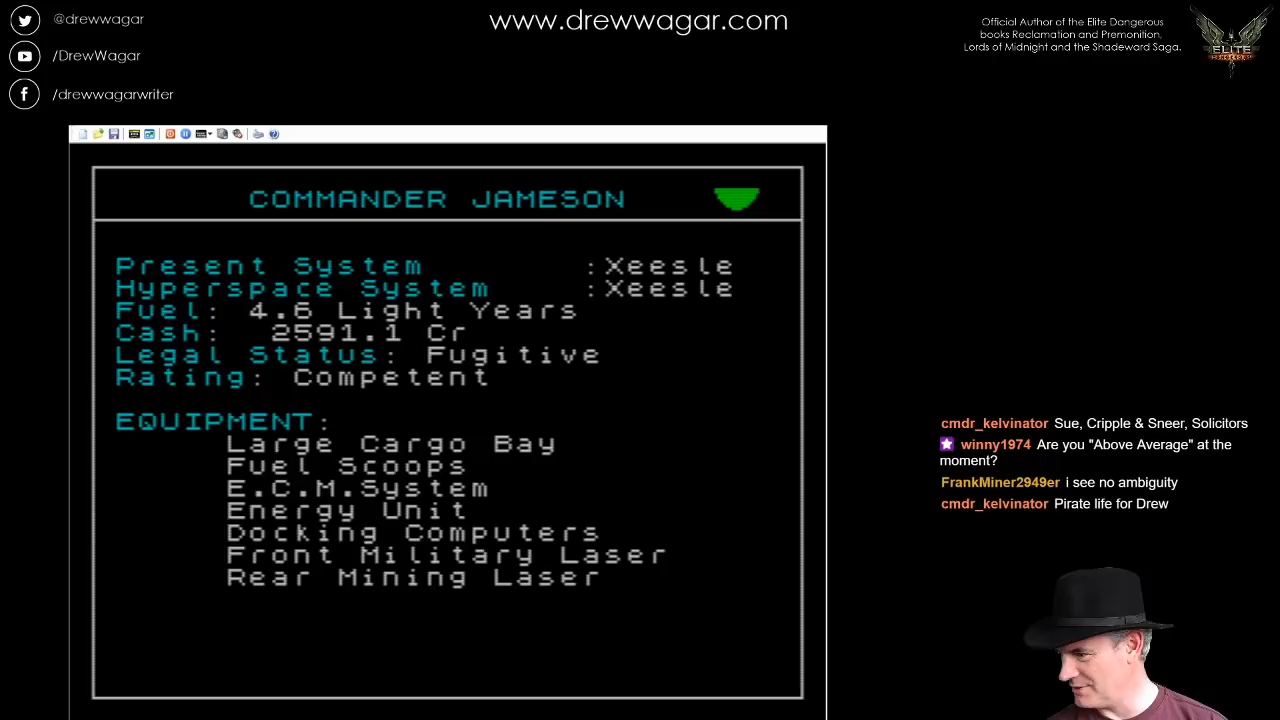 @drewwagar
/DrewWagar
/drewwagarwriter
www.drewwagar.com
Official Author of the Elite Dangerous
books Reclamation and Premonition,
Lords of Midnight and the Shadeward Saga.
ELITE
DANGEROUS
COMMANDER JAMESON
Present System :Xeesle
Hyperspace System :Xeesle
Fuel: 4.6 Light Years
Cash: 2591.1 Cr
Legal Status: Fugitive
Rating: Competent
EQUIPMENT:
Large Cargo Bay
Fuel Scoops
E.C.M.System
Energy Unit
Docking Computers
Front Military Laser
Rear Mining Laser
cmdr_kelvinator Sue, Cripple & Sneer, Solicitors
winny1974 Are you "Above Average" at the
moment?
FrankMiner2949er i see no ambiguity
cmdr_kelvinator Pirate life for Drew